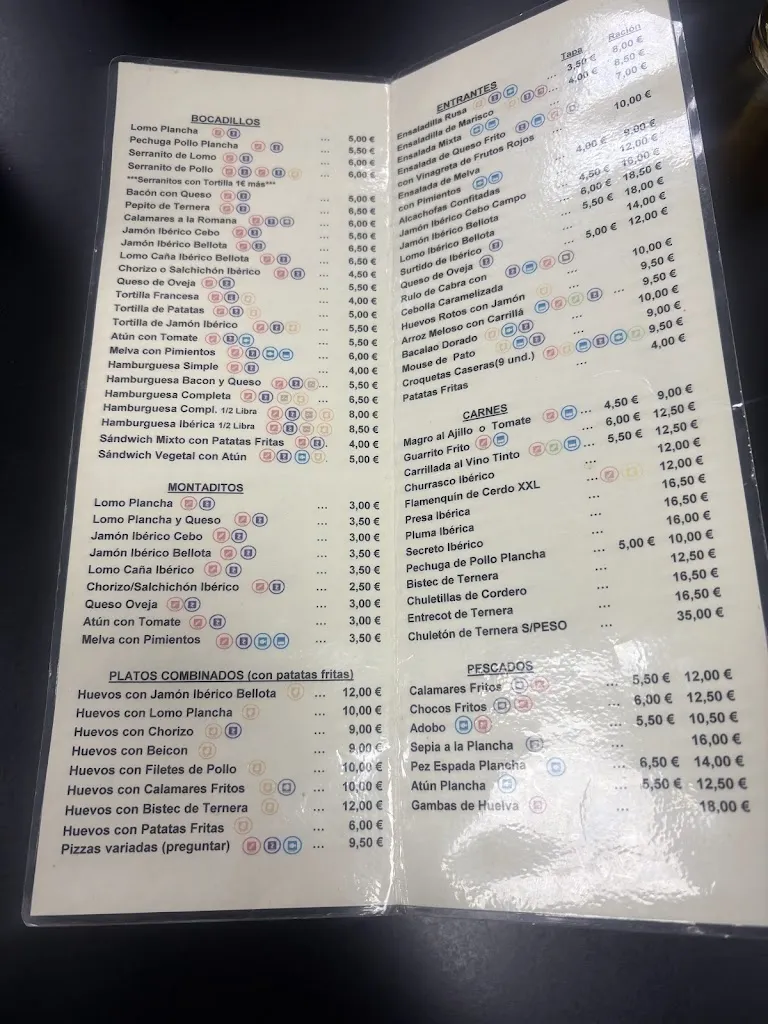 BOCADILLOS
Lomo Plancha ... 5,00 €
Pechuga Pollo Plancha ... 5,50 €
Serranito de Lomo ... 6,00 €
Serranito de Pollo ... 6,00 €
***Serranitos con Tortilla 1€ más***
Bacón con Queso ... 5,00 €
Pepito de Ternera ... 6,50 €
Calamares a la Romana ... 6,00 €
Jamón Ibérico Cebo ... 5,50 €
Jamón Ibérico Bellota ... 6,50 €
Lomo Caña Ibérico Bellota ... 6,50 €
Chorizo o Salchichón Ibérico ... 4,50 €
Queso de Oveja ... 5,50 €
Tortilla Francesa ... 4,00 €
Tortilla de Patatas ... 5,00 €
Tortilla de Jamón Ibérico ... 5,50 €
Atún con Tomate ... 5,50 €
Melva con Pimientos ... 6,00 €
Hamburguesa Simple ... 4,00 €
Hamburguesa Bacon y Queso ... 5,50 €
Hamburguesa Completa ... 6,50 €
Hamburguesa Compl. 1/2 Libra ... 8,00 €
Hamburguesa Ibérica 1/2 Libra ... 8,50 €
Sándwich Mixto con Patatas Fritas ... 4,00 €
Sándwich Vegetal con Atún ... 5,00 €
MONTADITOS
Lomo Plancha ... 3,00 €
Lomo Plancha y Queso ... 3,50 €
Jamón Ibérico Cebo ... 3,00 €
Jamón Ibérico Bellota ... 3,50 €
Lomo Caña Ibérico ... 3,50 €
Chorizo/Salchichón Ibérico ... 2,50 €
Queso Oveja ... 3,00 €
Atún con Tomate ... 3,00 €
Melva con Pimientos ... 3,50 €
PLATOS COMBINADOS (con patatas fritas)
Huevos con Jamón Ibérico Bellota ... 12,00 €
Huevos con Lomo Plancha ... 10,00 €
Huevos con Chorizo ... 9,00 €
Huevos con Beicon ... 9,00 €
Huevos con Filetes de Pollo ... 10,00 €
Huevos con Calamares Fritos ... 10,00 €
Huevos con Bistec de Ternera ... 12,00 €
Huevos con Patatas Fritas ... 6,00 €
Pizzas variadas (preguntar) ... 9,50 €
ENTRANTES Tapa Ración
Ensaladilla Rusa ... 3,50 € 8,00 €
Ensaladilla de Marisco ... 4,00 € 8,50 €
Ensalada Mixta 7,00 €
Ensalada de Queso Frito
con Vinagreta de Frutos Rojos 10,00 €
Ensalada de Melva
con Pimientos ... 4,00 € 9,00 €
Alcachofas Confitadas 12,00 €
Jamón Ibérico Cebo Campo ... 4,50 € 16,00 €
Jamón Ibérico Bellota ... 6,00 € 18,50 €
Lomo Ibérico Bellota ... 5,50 € 18,00 €
Surtido de Ibérico ... 14,00 €
Queso de Oveja ... 5,00 € 12,00 €
Rulo de Cabra con
Cebolla Caramelizada ... 10,00 €
Huevos Rotos con Jamón ... 9,50 €
Arroz Meloso con Carrillá ... 9,50 €
Bacalao Dorado 10,00 €
Mouse de Pato 9,00 €
Croquetas Caseras(9 und.) 9,50 €
Patatas Fritas ... 4,00 €
CARNES
Magro al Ajillo o Tomate ... 4,50 € 9,00 €
Guarrito Frito ... 6,00 € 12,50 €
Carrillada al Vino Tinto ... 5,50 € 12,50 €
Churrasco Ibérico ... 12,00 €
Flamenquín de Cerdo XXL ... 12,00 €
Presa Ibérica ... 16,50 €
Pluma Ibérica ... 16,50 €
Secreto Ibérico ... 16,00 €
Pechuga de Pollo Plancha ... 5,00 € 10,00 €
Bistec de Ternera ... 12,50 €
Chuletillas de Cordero ... 16,50 €
Entrecot de Ternera ... 16,50 €
Chuletón de Ternera S/PESO ... 35,00 €
PESCADOS
Calamares Fritos ... 5,50 € 12,00 €
Chocos Fritos ... 6,00 € 12,50 €
Adobo ... 5,50 € 10,50 €
Sepia a la Plancha ... 16,00 €
Pez Espada Plancha ... 6,50 € 14,00 €
Atún Plancha ... 5,50 € 12,50 €
Gambas de Huelva ... 18,00 €